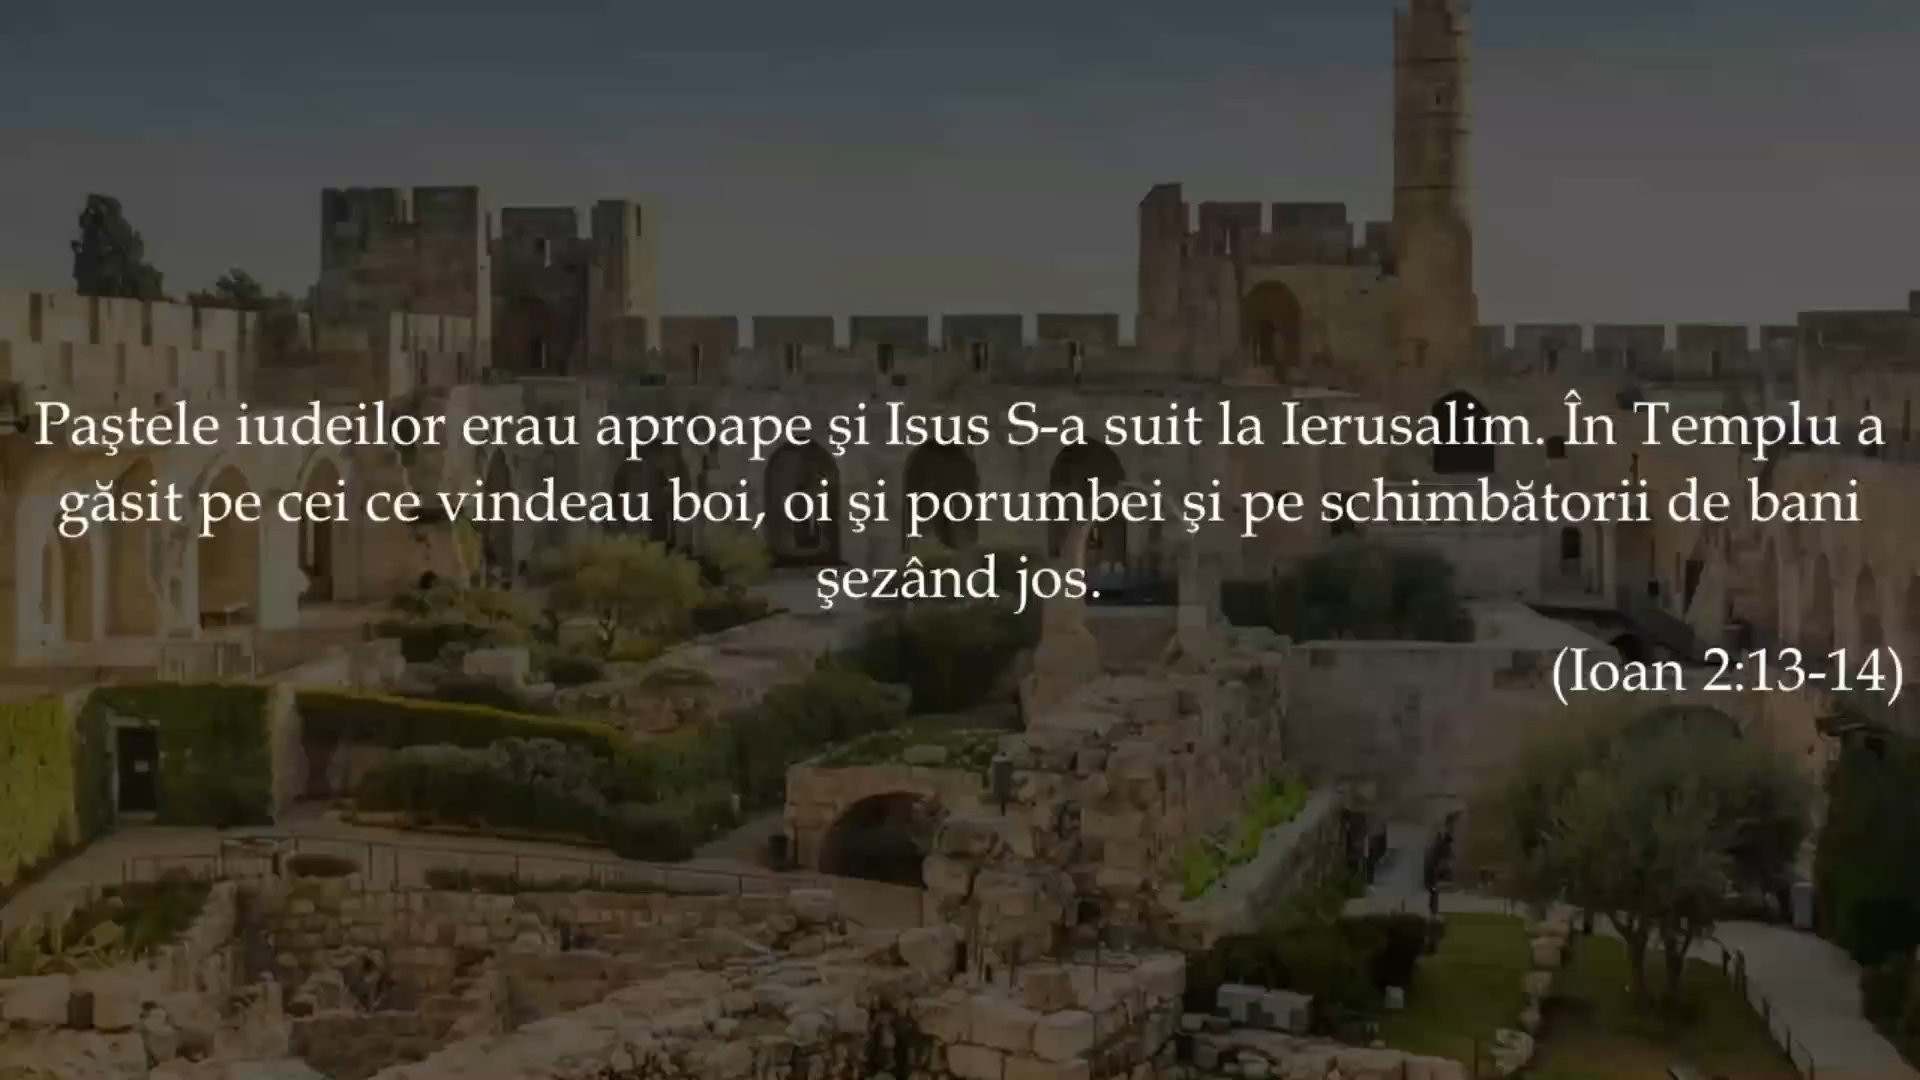 Paştele iudeilor erau aproape şi Isus S-a suit la Ierusalim. În Templu a
găsit pe cei ce vindeau boi, oi şi porumbei şi pe schimbătorii de bani
şezând jos.
(Ioan 2:13-14)